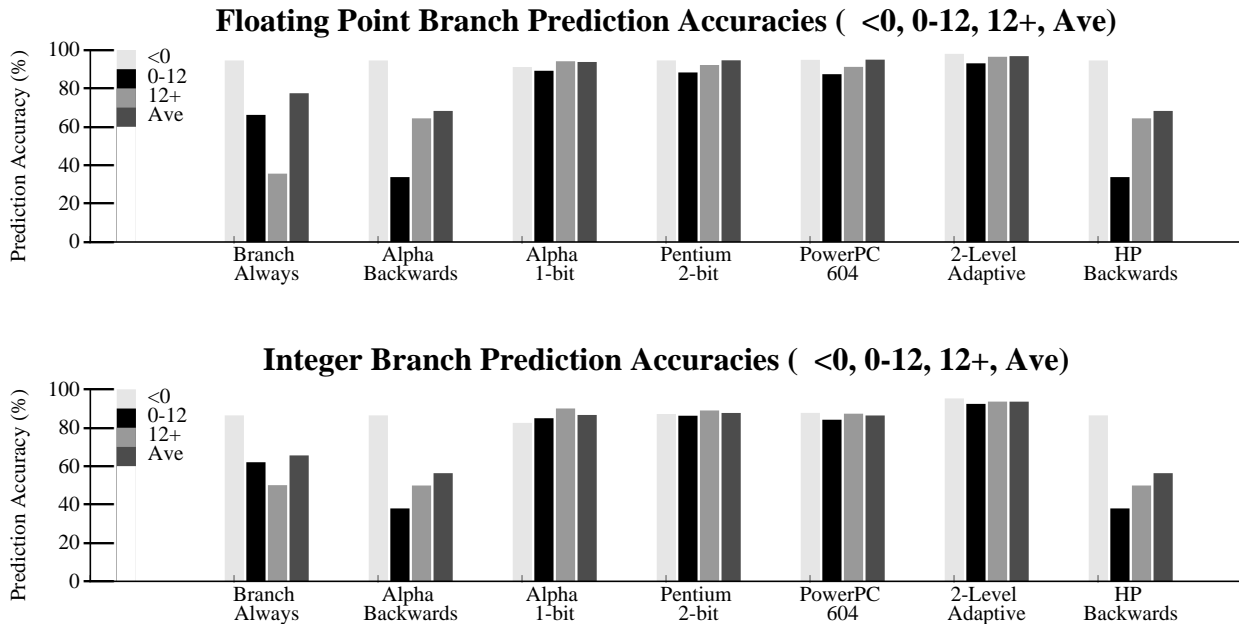 Floating Point Branch Prediction Accuracies ( <0, 0-12, 12+, Ave)
Prediction Accuracy (%)
100
80
60
40
20
0
<0
0-12
12+
Ave
Branch Always
Alpha Backwards
Alpha 1-bit
Pentium 2-bit
PowerPC 604
2-Level Adaptive
HP Backwards
Integer Branch Prediction Accuracies ( <0, 0-12, 12+, Ave)
Prediction Accuracy (%)
100
80
60
40
20
0
<0
0-12
12+
Ave
Branch Always
Alpha Backwards
Alpha 1-bit
Pentium 2-bit
PowerPC 604
2-Level Adaptive
HP Backwards